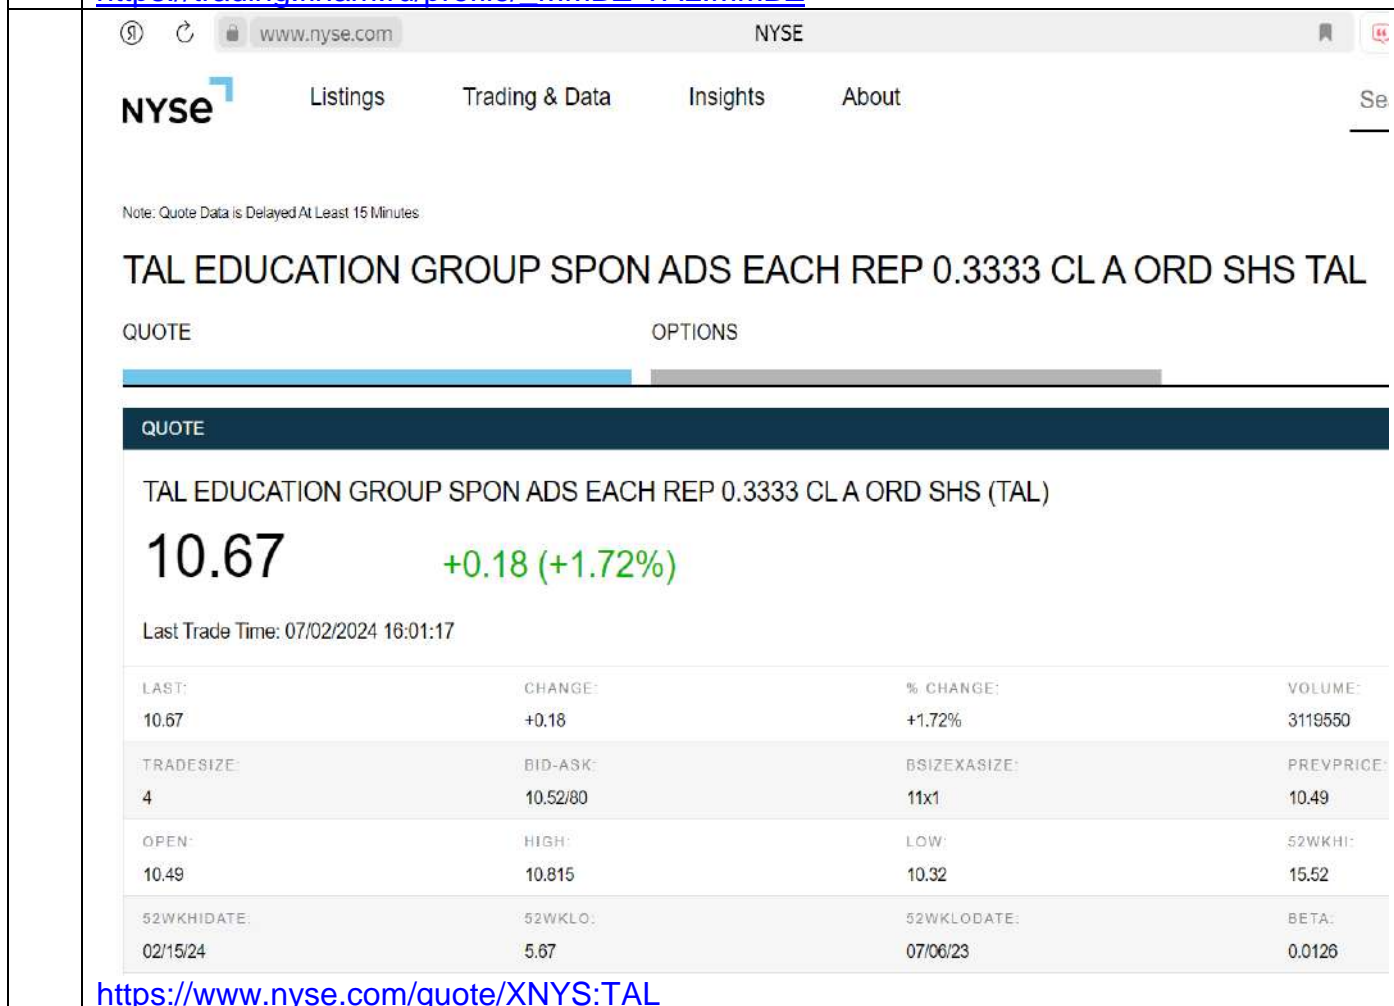 www.nyse.com NYSE
NYSE Listings Trading & Data Insights About
Note: Quote Data is Delayed At Least 15 Minutes
TAL EDUCATION GROUP SPON ADS EACH REP 0.3333 CL A ORD SHS TAL
QUOTE OPTIONS
QUOTE
TAL EDUCATION GROUP SPON ADS EACH REP 0.3333 CL A ORD SHS (TAL)
10.67 +0.18 (+1.72%)
Last Trade Time: 07/02/2024 16:01:17
LAST: CHANGE: % CHANGE: VOLUME:
10.67 +0.18 +1.72% 3119550
TRADESIZE: BID-ASK: BSIZEXASIZE: PREVPRICE:
4 10.52/80 11x1 10.49
OPEN: HIGH: LOW: 52WKHI:
10.49 10.815 10.32 15.52
52WKHIDATE: 52WKLO: 52WKLODATE: BETA:
02/15/24 5.67 07/06/23 0.0126
https://www.nyse.com/quote/XNYS:TAL